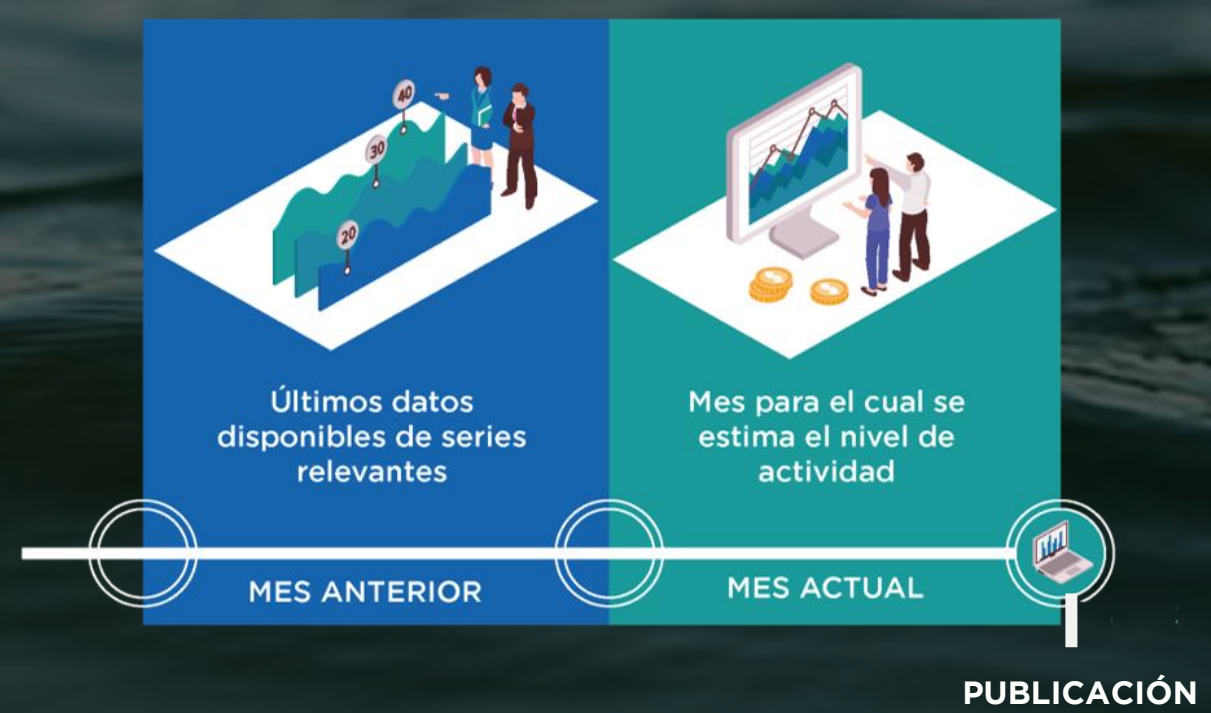 40
30
20
Últimos datos
disponibles de series
relevantes
MES ANTERIOR
Mes para el cual se
estima el nivel de
actividad
MES ACTUAL
PUBLICACIÓN